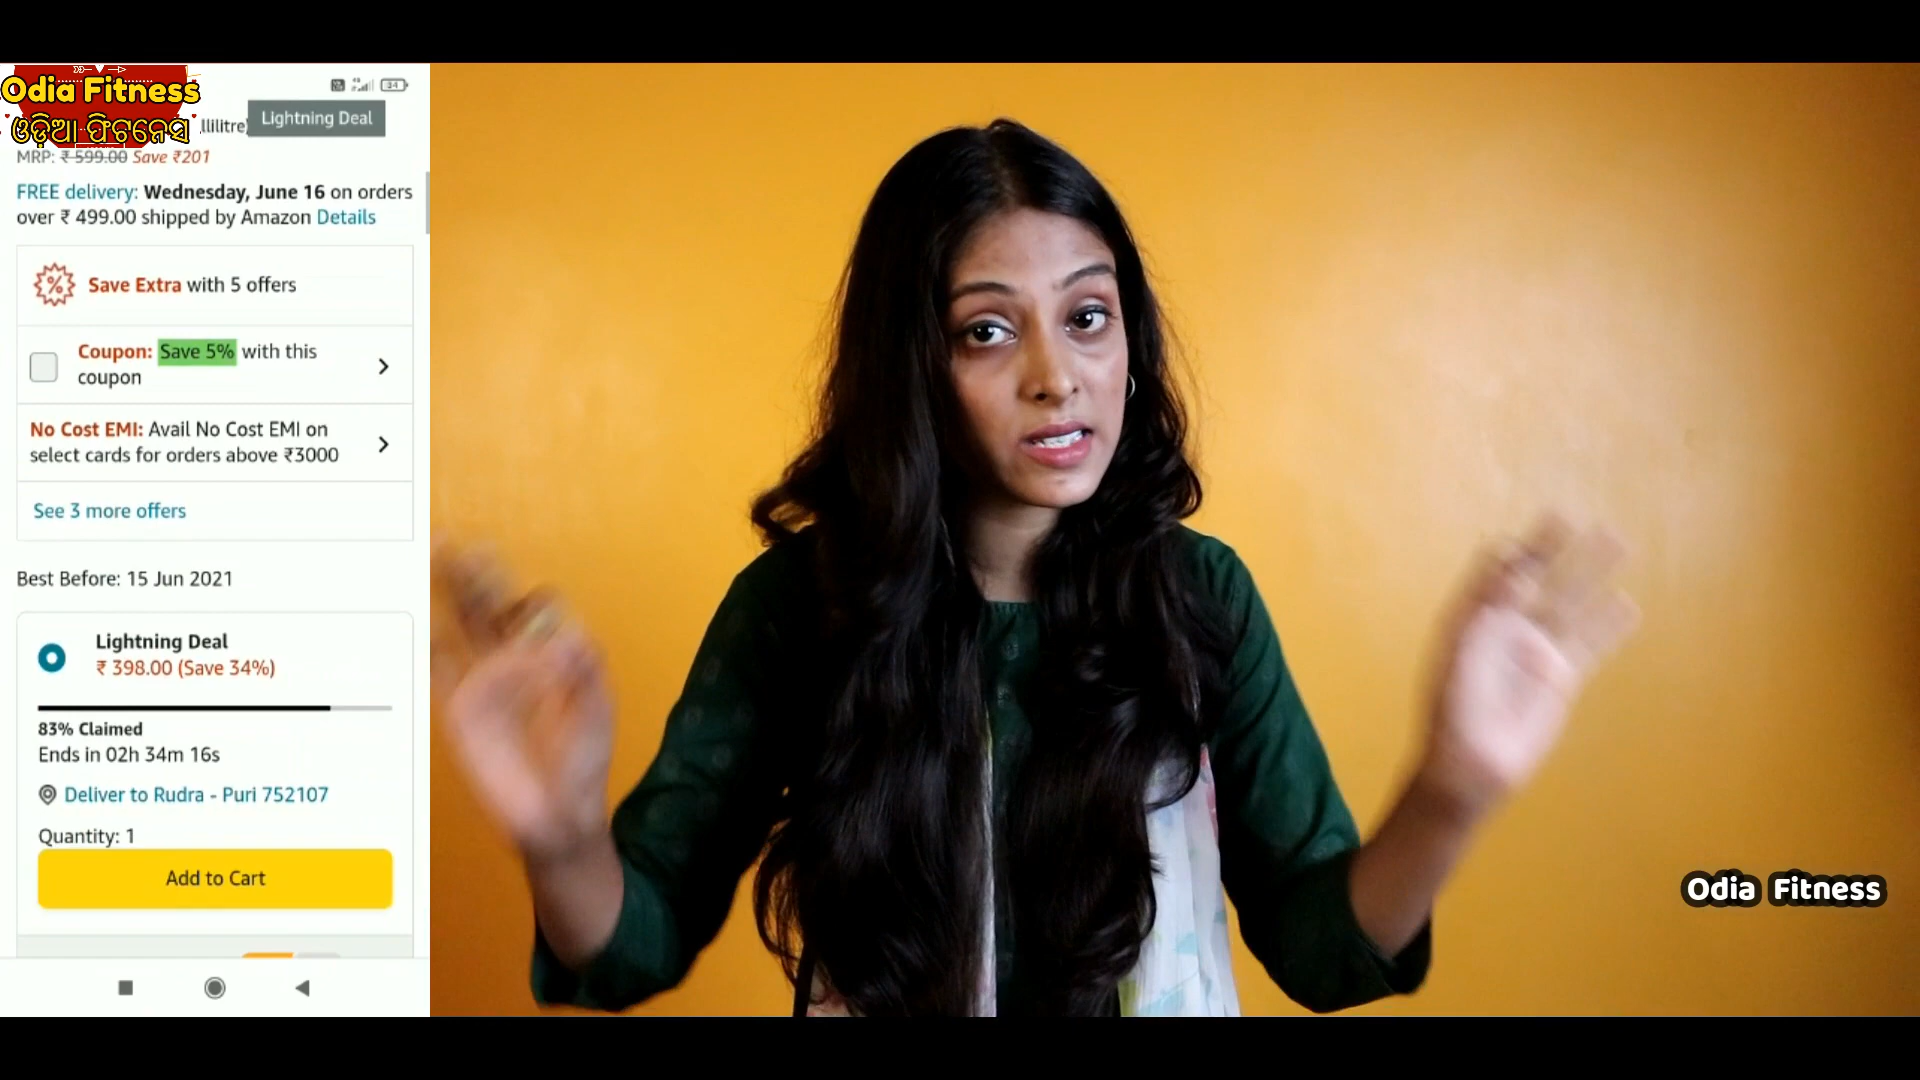 Odia Fitness
ଓଡ଼ିଆ ଫିଟନେସ
Lightning Deal
MRP: ₹ 599.00 Save ₹201
FREE delivery: Wednesday, June 16 on orders
over ₹ 499.00 shipped by Amazon Details
Save Extra with 5 offers
Coupon: Save 5% with this
coupon
No Cost EMI: Avail No Cost EMI on
select cards for orders above ₹3000
See 3 more offers
Best Before: 15 Jun 2021
Lightning Deal
₹ 398.00 (Save 34%)
83% Claimed
Ends in 02h 34m 16s
Deliver to Rudra - Puri 752107
Quantity: 1
Add to Cart
Odia Fitness